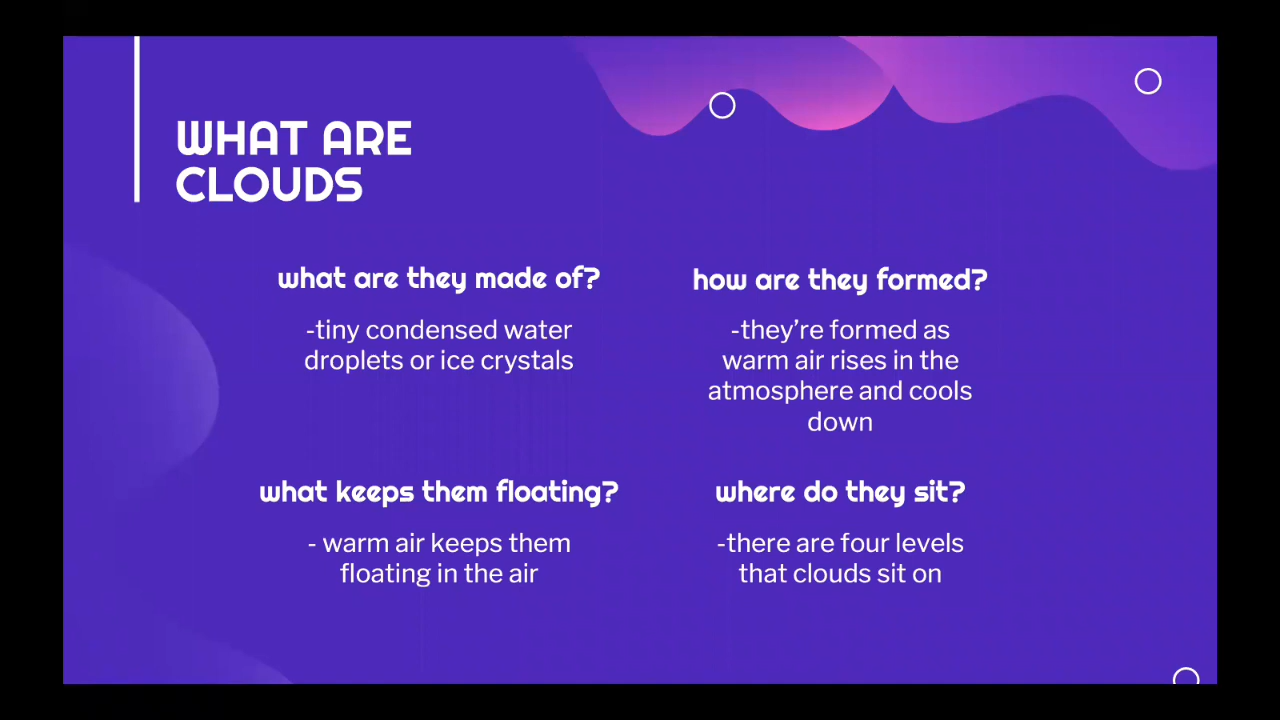 WHAT ARE
CLOUDS
what are they made of?
-tiny condensed water
droplets or ice crystals
how are they formed?
-they’re formed as
warm air rises in the
atmosphere and cools
down
what keeps them floating?
- warm air keeps them
floating in the air
where do they sit?
-there are four levels
that clouds sit on